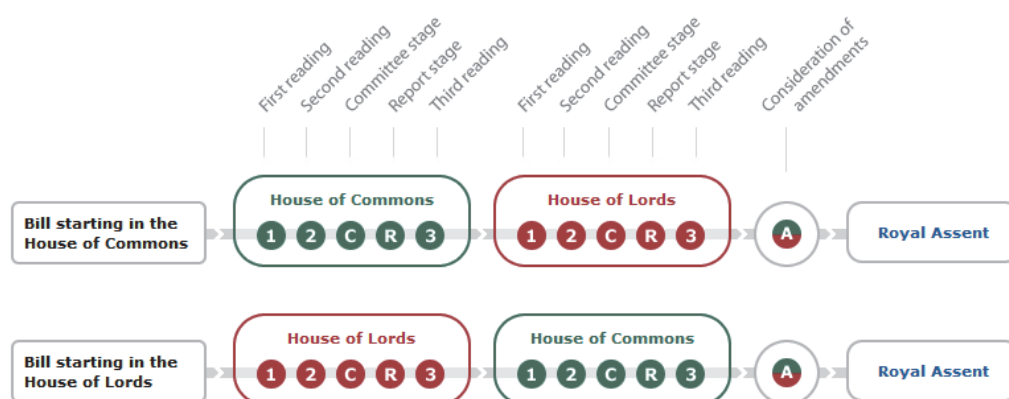 First reading
Second reading
Committee stage
Report stage
Third reading
First reading
Second reading
Committee stage
Report stage
Third reading
Consideration of
amendments
Bill starting in the
House of Commons
House of Commons
1 2 C R 3
House of Lords
1 2 C R 3
A
Royal Assent
Bill starting in the
House of Lords
House of Lords
1 2 C R 3
House of Commons
1 2 C R 3
A
Royal Assent